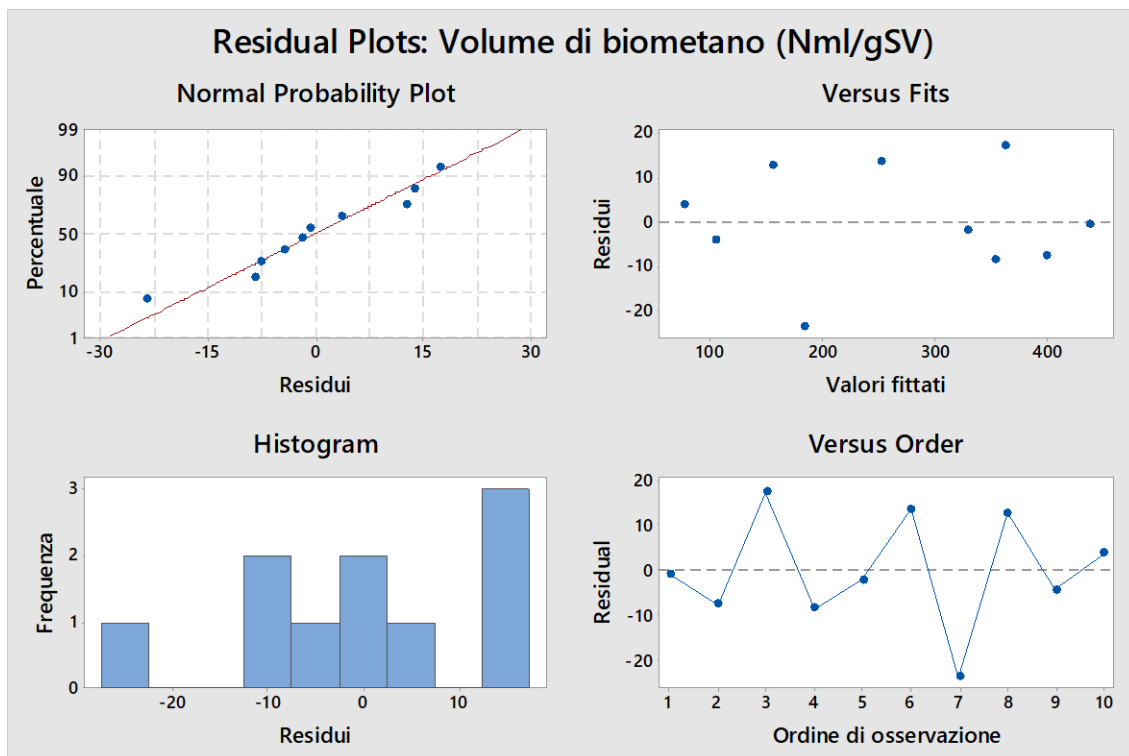 Residual Plots: Volume di biometano (Nml/gSV)
Normal Probability Plot
Percentuale
99
90
50
10
1
-30 -15 0 15 30
Residui
Versus Fits
Residui
20
10
0
-10
-20
100 200 300 400
Valori fittati
Histogram
Frequenza
3
2
1
0
-20 -10 0 10
Residui
Versus Order
Residual
20
10
0
-10
-20
1 2 3 4 5 6 7 8 9 10
Ordine di osservazione